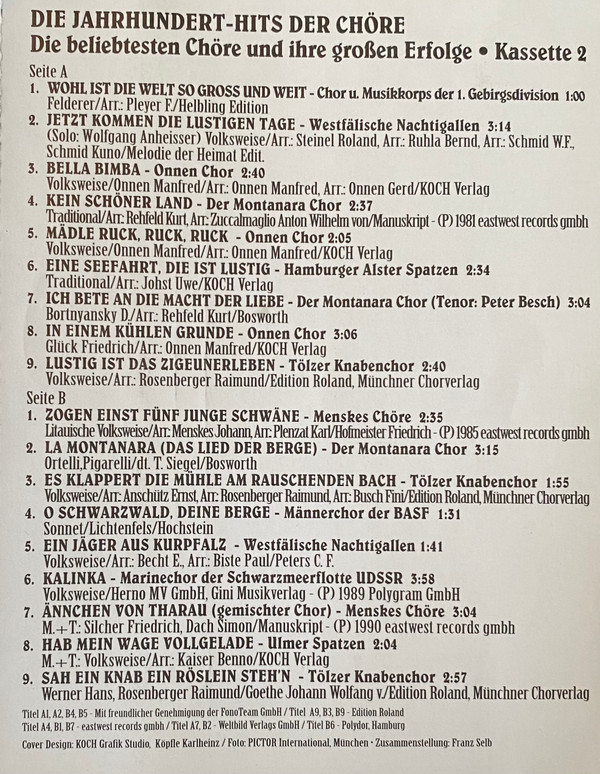 DIE JAHRHUNDERT-HITS DER CHÖRE
Die beliebtesten Chöre und ihre großen Erfolge • Kassette 2
Seite A
1. WOHL IST DIE WELT SO GROSS UND WEIT - Chor u. Musikkorps der 1. Gebirgsdivision 1:00
Felderer/Arr.: Pleyer F./Helbling Edition
2. JETZT KOMMEN DIE LUSTIGEN TAGE - Westfälische Nachtigallen 3:14
(Solo: Wolfgang Anheisser) Volksweise/Arr.: Steinel Roland, Arr.: Ruhla Bernd, Arr.: Schmid W.F.,
Schmid Kuno/Melodie der Heimat Edit.
3. BELLA BIMBA - Onnen Chor 2:40
Volksweise/Onnen Manfred/Arr.: Onnen Manfred, Arr.: Onnen Gerd/KOCH Verlag
4. KEIN SCHÖNER LAND - Der Montanara Chor 2:37
Traditional/Arr.: Rehfeld Kurt, Arr.: Zuccalmaglio Anton Wilhelm von/Manuskript - (P) 1981 eastwest records gmbh
5. MÄDLE RUCK, RUCK, RUCK - Onnen Chor 2:05
Volksweise/Onnen Manfred/Arr.: Onnen Manfred/KOCH Verlag
6. EINE SEEFAHRT, DIE IST LUSTIG - Hamburger Alster Spatzen 2:34
Traditional/Arr.: Johst Uwe/KOCH Verlag
7. ICH BETE AN DIE MACHT DER LIEBE - Der Montanara Chor (Tenor: Peter Besch) 3:04
Bortnyansky D./Arr.: Rehfeld Kurt/Bosworth
8. IN EINEM KÜHLEN GRUNDE - Onnen Chor 3:06
Glück Friedrich/Arr.: Onnen Manfred/KOCH Verlag
9. LUSTIG IST DAS ZIGEUNERLEBEN - Tölzer Knabenchor 2:40
Volksweise/Arr.: Rosenberger Raimund/Edition Roland, Münchner Chorverlag
Seite B
1. ZOGEN EINST FÜNF JUNGE SCHWÄNE - Menskes Chöre 2:35
Litauische Volksweise/Arr.: Menskes Johann, Arr.: Plenzat Karl/Hofmeister Friedrich - (P) 1985 eastwest records gmbh
2. LA MONTANARA (DAS LIED DER BERGE) - Der Montanara Chor 3:15
Ortelli,Pigarelli/dt. T. Siegel/Bosworth
3. ES KLAPPERT DIE MÜHLE AM RAUSCHENDEN BACH - Tölzer Knabenchor 1:55
Volksweise/Arr.: Anschütz Ernst, Arr.: Rosenberger Raimund, Arr.: Busch Fini/Edition Roland, Münchner Chorverlag
4. O SCHWARZWALD, DEINE BERGE - Männerchor der BASF 1:31
Sonnet/Lichtenfels/Hochstein
5. EIN JÄGER AUS KURPFALZ - Westfälische Nachtigallen 1:41
Volksweise/Arr.: Becht E., Arr.: Biste Paul/Peters C. F.
6. KALINKA - Marinechor der Schwarzmeerflotte UDSSR 3:58
Volksweise/Herno MV GmbH, Gini Musikverlag - (P) 1989 Polygram GmbH
7. ÄNNCHEN VON THARAU (gemischter Chor) - Menskes Chöre 3:04
M.+T.: Silcher Friedrich, Dach Simon/Manuskript - (P) 1990 eastwest records gmbh
8. HAB MEIN WAGE VOLLGELADE - Ulmer Spatzen 2:04
M.+T.: Volksweise/Arr.: Kaiser Benno/KOCH Verlag
9. SAH EIN KNAB EIN RÖSLEIN STEH'N - Tölzer Knabenchor 2:57
Werner Hans, Rosenberger Raimund/Goethe Johann Wolfgang v./Edition Roland, Münchner Chorverlag
Titel A1, A2, B4, B5 - Mit freundlicher Genehmigung der FonoTeam GmbH / Titel A9, B3, B9 - Edition Roland
Titel A4, B1, B7 - eastwest records gmbh / Titel A7, B2 - Weltbild Verlags GmbH / Titel B6 - Polydor, Hamburg
Cover Design: KOCH Grafik Studio, Köpfle Karlheinz / Foto: PICTOR International, München · Zusammenstellung: Franz Selb